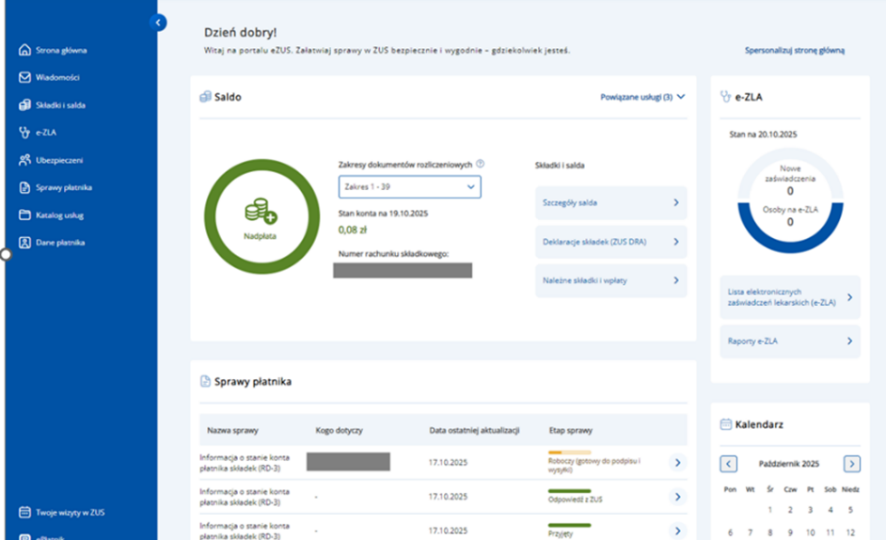 Strona główna
Wiadomości
Składki i salda
e-ZLA
Ubezpieczeni
Sprawy płatnika
Katalog usług
Dane płatnika
Twoje wizyty w ZUS
Dzień dobry!
Witaj na portalu eZUS. Załatwiaj sprawy w ZUS bezpiecznie i wygodnie – gdziekolwiek jesteś.
Spersonalizuj stronę główną
Saldo
Powiązane usługi (3)
Nadpłata
Zakresy dokumentów rozliczeniowych
Zakres 1 - 39
Stan konta na 19.10.2025
0,08 zł
Numer rachunku składkowego:
Składki i salda
Szczegóły salda
Deklaracje składek (ZUS DRA)
Należne składki i wpłaty
e-ZLA
Stan na 20.10.2025
Nowe
zaświadczenia
0
Osoby na e-ZLA
0
Lista elektronicznych
zaświadczeń lekarskich (e-ZLA)
Raporty e-ZLA
Sprawy płatnika
Nazwa sprawy Kogo dotyczy Data ostatniej aktualizacji Etap sprawy
Informacja o stanie konta
płatnika składek (RD-3)
17.10.2025
Roboczy (gotowy do podpisu i
wysyłki)
Informacja o stanie konta
płatnika składek (RD-3)
-
17.10.2025
Odpowiedź z ZUS
Informacja o stanie konta
płatnika składek (RD-3)
-
17.10.2025
Przyjęty
Kalendarz
Październik 2025
Pon Wt Śr Czw Pt Sob Niedz
1 2 3 4 5
6 7 8 9 10 11 12